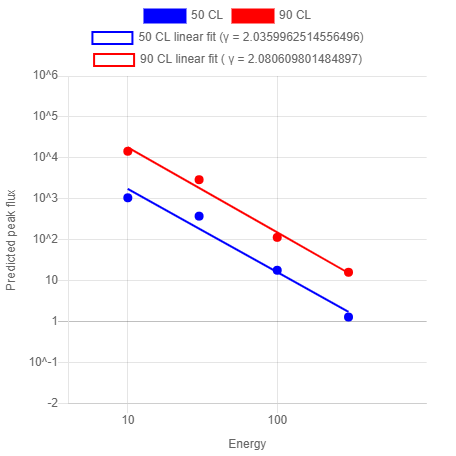 50 CL 90 CL
50 CL linear fit (γ = 2.0359962514556496)
90 CL linear fit ( γ = 2.080609801484897)
10^6
10^5
10^4
10^3
10^2
10
1
10^-1
-2
Predicted peak flux
10 100
Energy